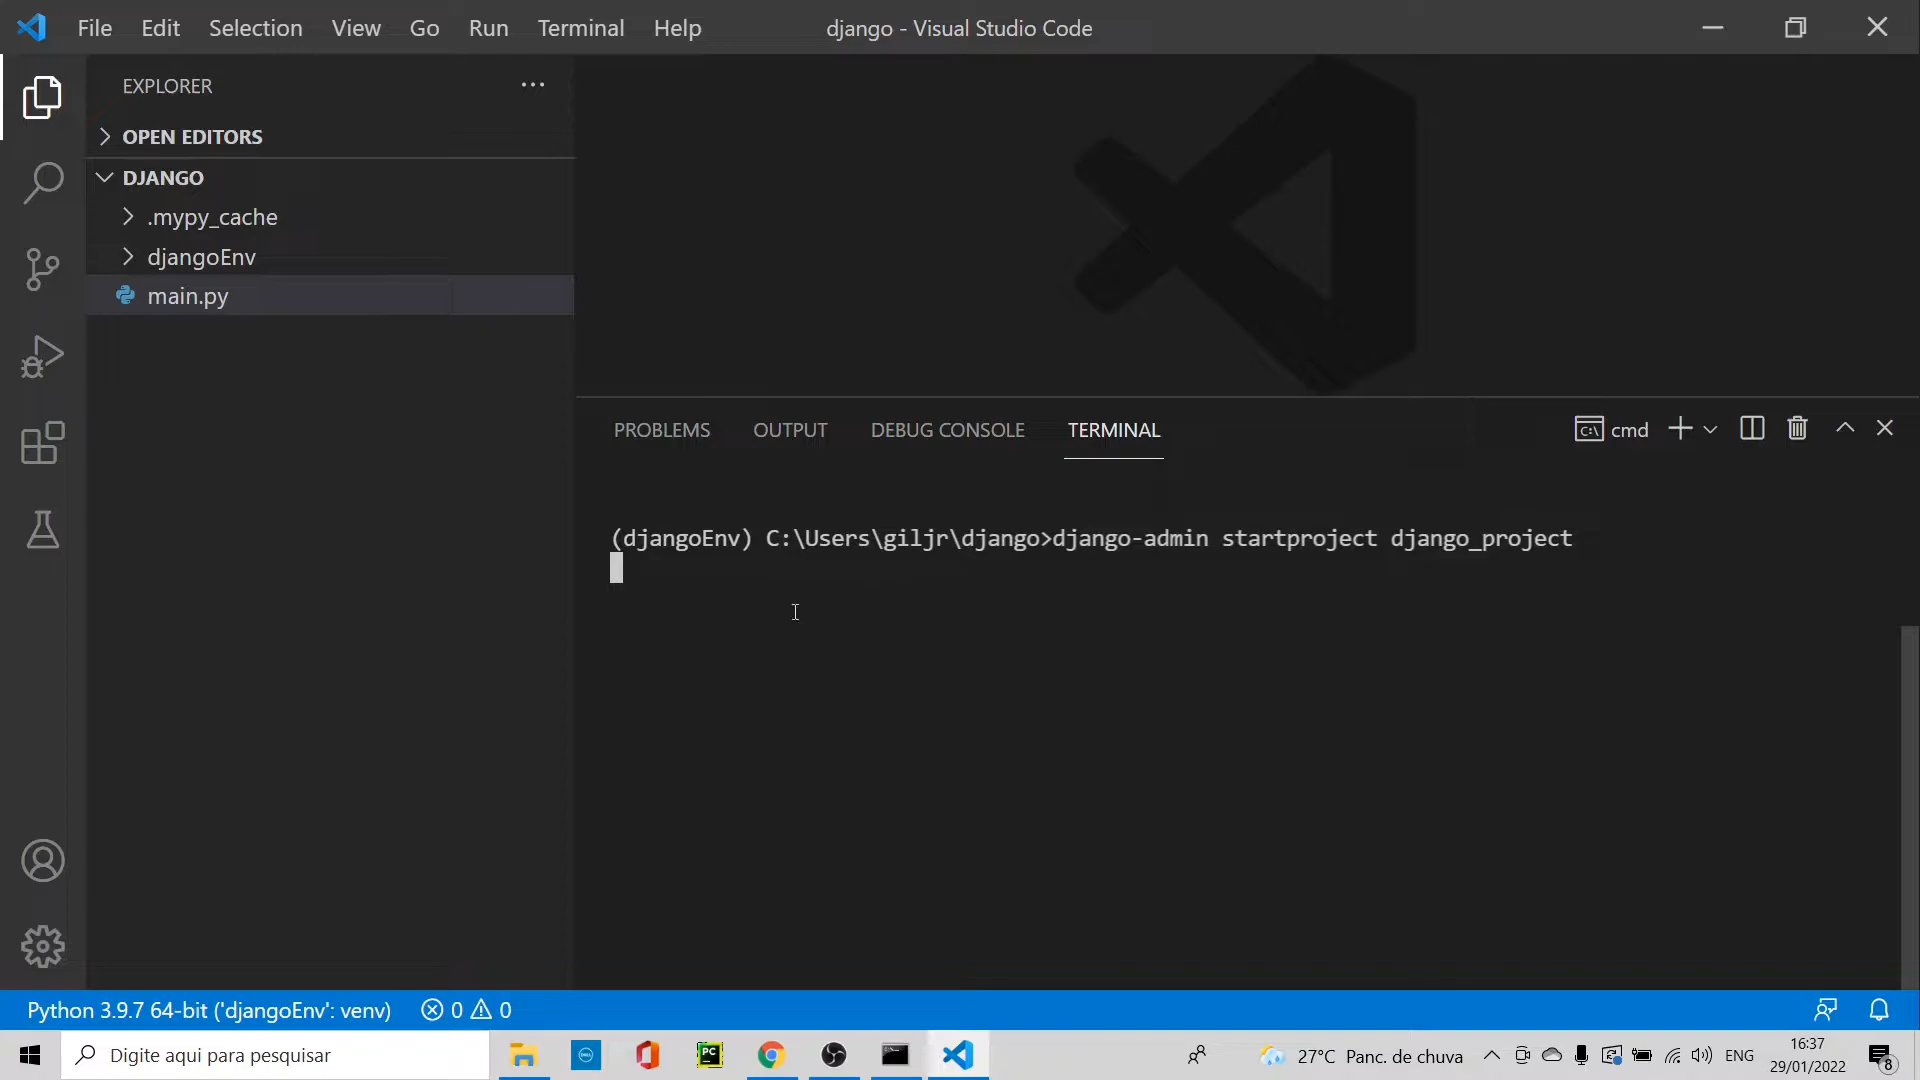 File Edit Selection View Go Run Terminal Help
django - Visual Studio Code
EXPLORER
OPEN EDITORS
DJANGO
.mypy_cache
djangoEnv
main.py
PROBLEMS OUTPUT DEBUG CONSOLE TERMINAL
cmd
(djangoEnv) C:\Users\giljr\django>django-admin startproject django_project
Python 3.9.7 64-bit ('djangoEnv': venv) 0 0
Digite aqui para pesquisar
DELL
PC
27°C Panc. de chuva
ENG
16:37
29/01/2022
8